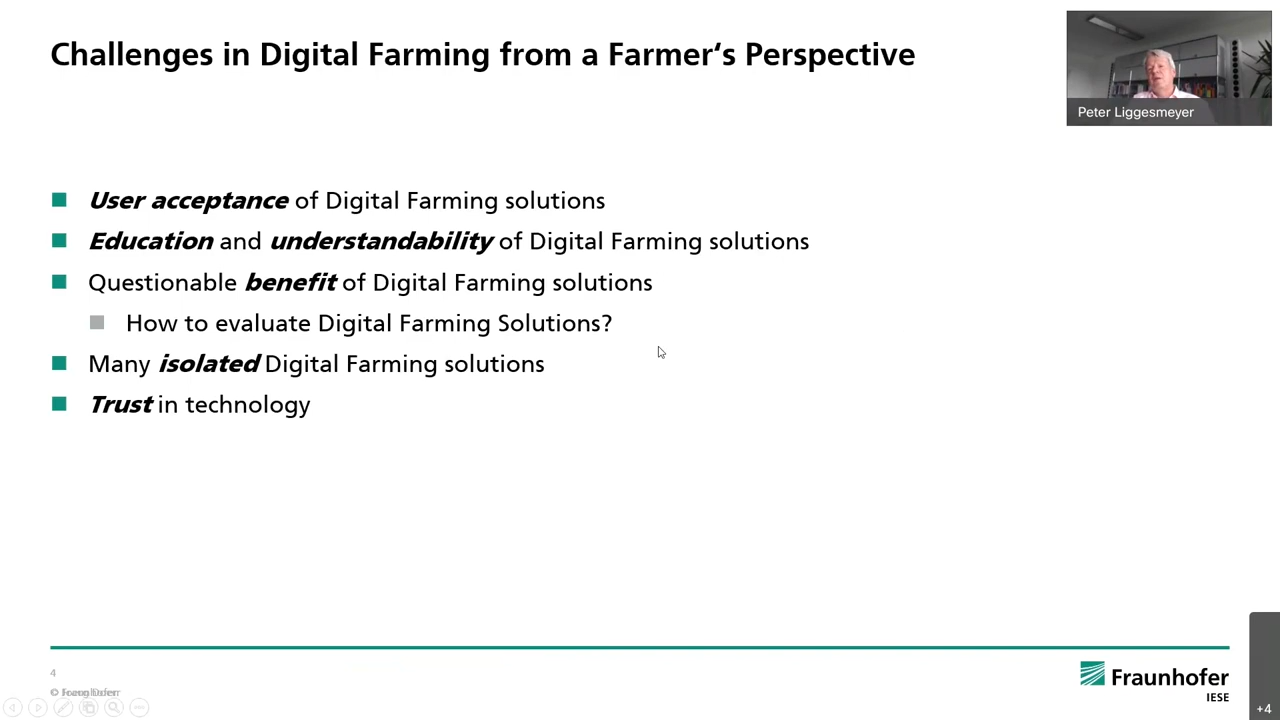 Challenges in Digital Farming from a Farmer‘s Perspective
Peter Liggesmeyer
User acceptance of Digital Farming solutions
Education and understandability of Digital Farming solutions
Questionable benefit of Digital Farming solutions
How to evaluate Digital Farming Solutions?
Many isolated Digital Farming solutions
Trust in technology
4
©
Fraunhofer
IESE
+4